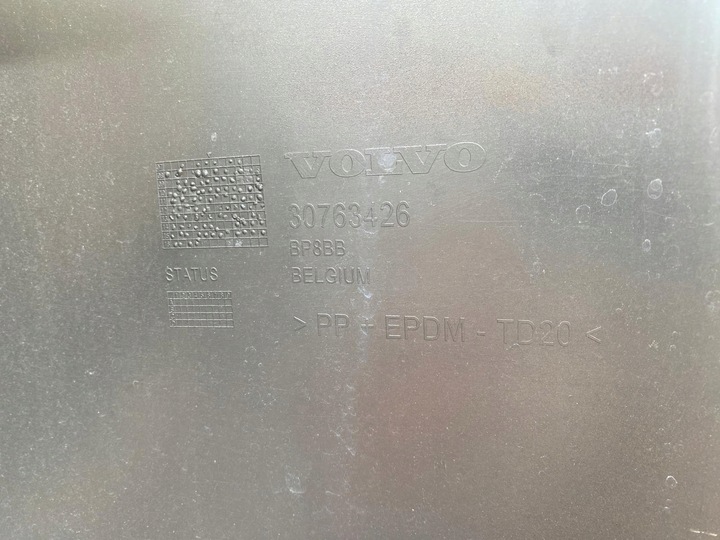 VOLVO
30763426
BP8BB
STATUS
BELGIUM
> PP + EPDM - TD20 <